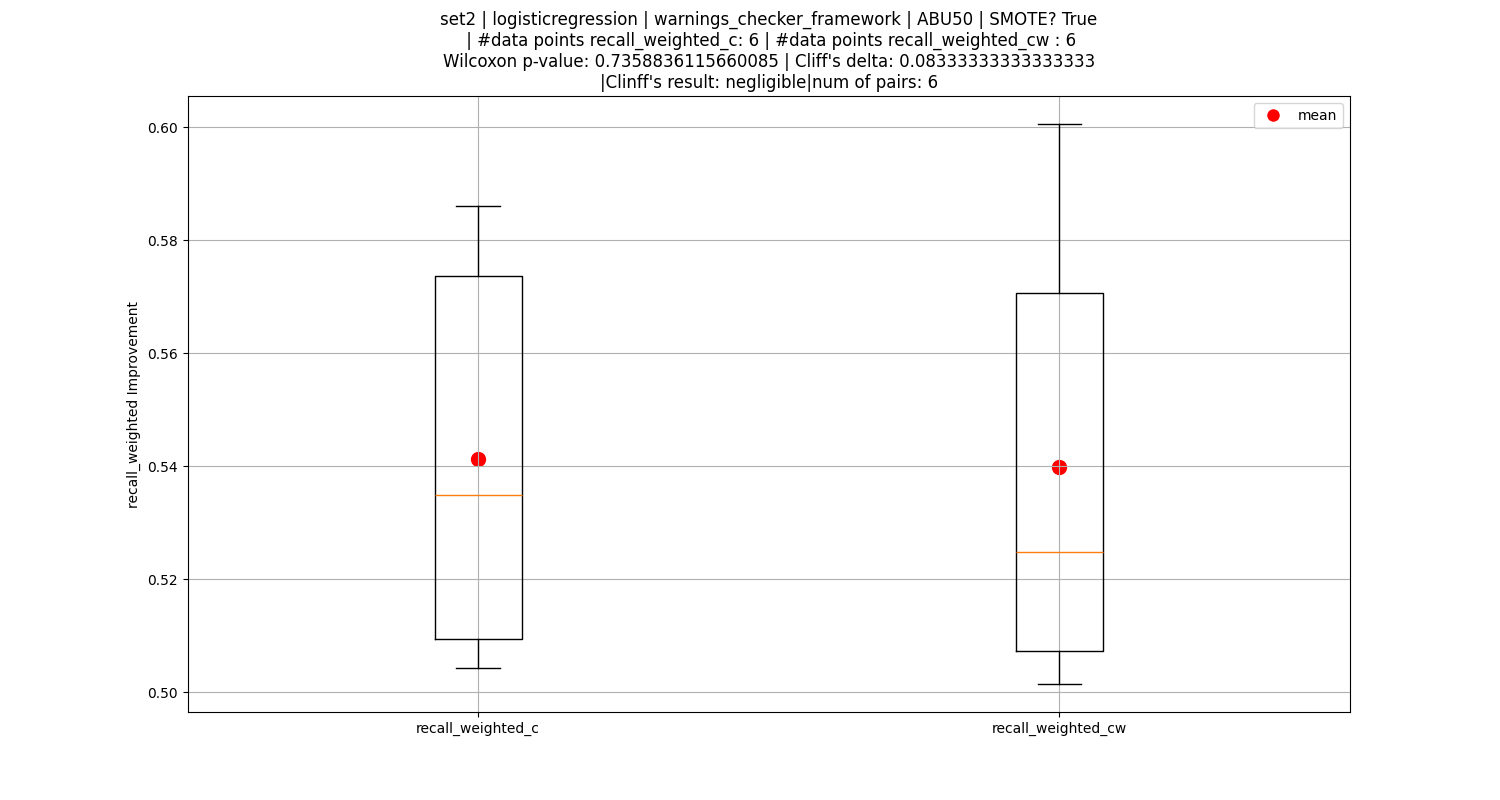 set2 | logisticregression | warnings_checker_framework | ABU50 | SMOTE? True
| #data points recall_weighted_c: 6 | #data points recall_weighted_cw : 6
Wilcoxon p-value: 0.7358836115660085 | Cliff's delta: 0.08333333333333333
|Clinff's result: negligible|num of pairs: 6
mean
0.60
0.58
0.56
0.54
0.52
0.50
recall_weighted Improvement
recall_weighted_c
recall_weighted_cw